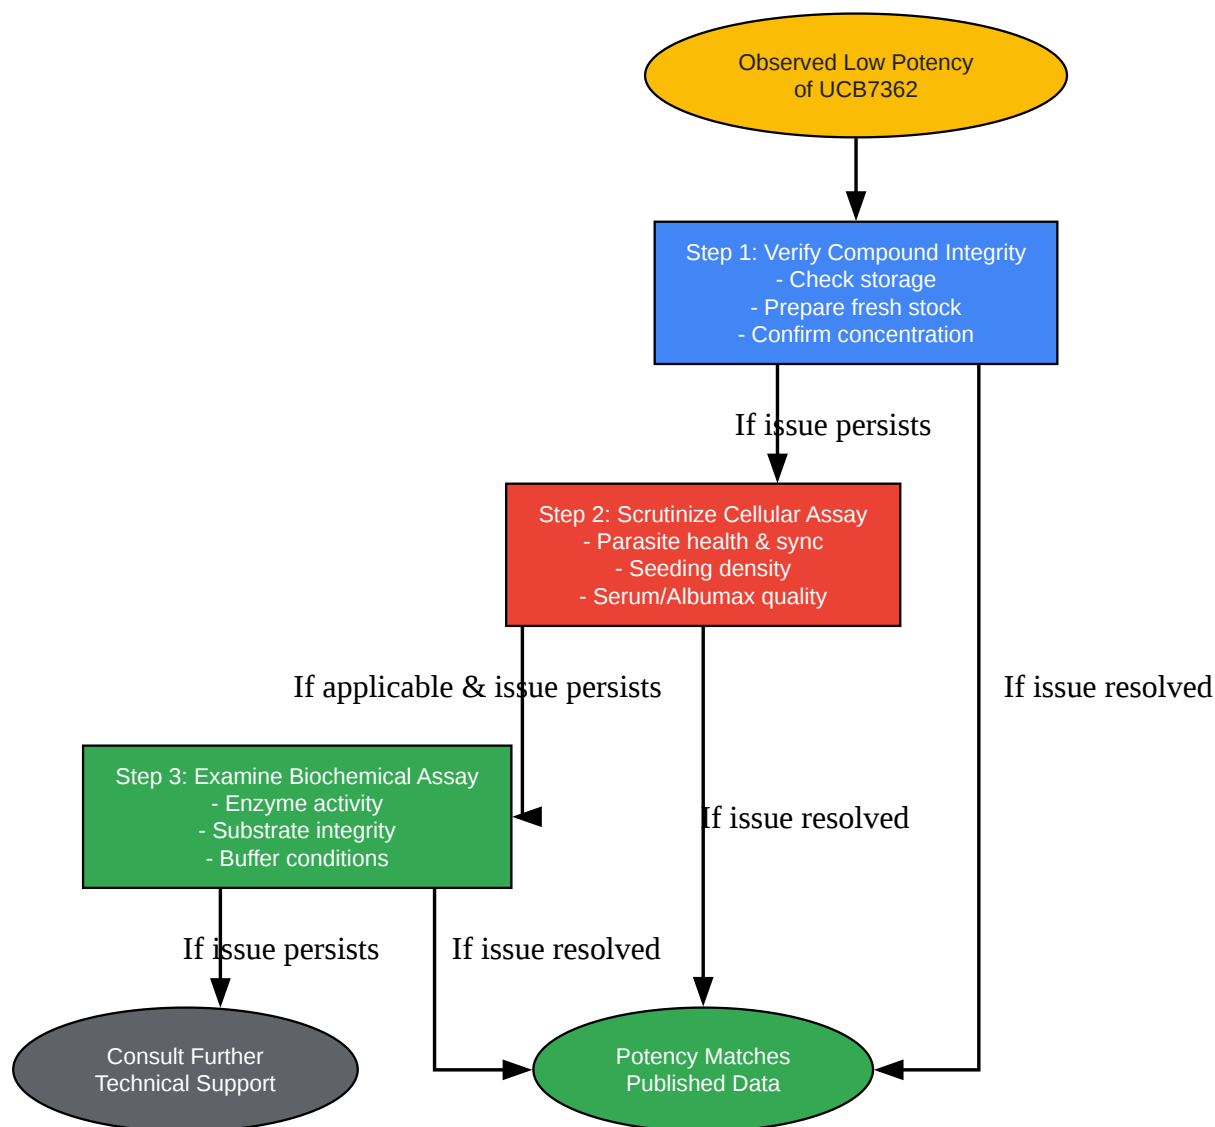 Observed Low Potency
of UCB7362
Step 1: Verify Compound Integrity
- Check storage
- Prepare fresh stock
- Confirm concentration
If issue persists
Step 2: Scrutinize Cellular Assay
- Parasite health & sync
- Seeding density
- Serum/Albumax quality
If applicable & issue persists
If issue resolved
Step 3: Examine Biochemical Assay
- Enzyme activity
- Substrate integrity
- Buffer conditions
If issue resolved
If issue persists
If issue resolved
Consult Further
Technical Support
Potency Matches
Published Data